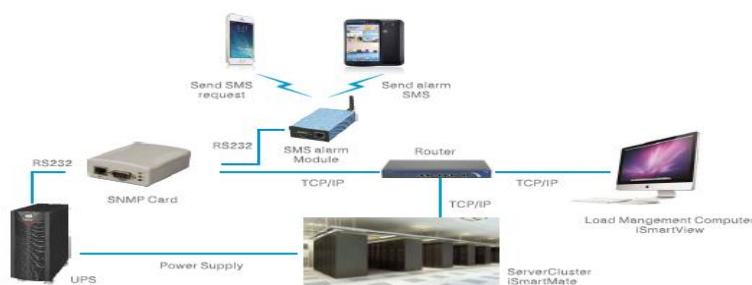 Send SMS
request
Send alarm
SMS
RS232
SMS alarm
Module
Router
RS232
SNMP Card
TCP/IP
TCP/IP
TCP/IP
Load Mangement Computer
iSmartView
Power Supply
UPS
ServerCluster
iSmartMate